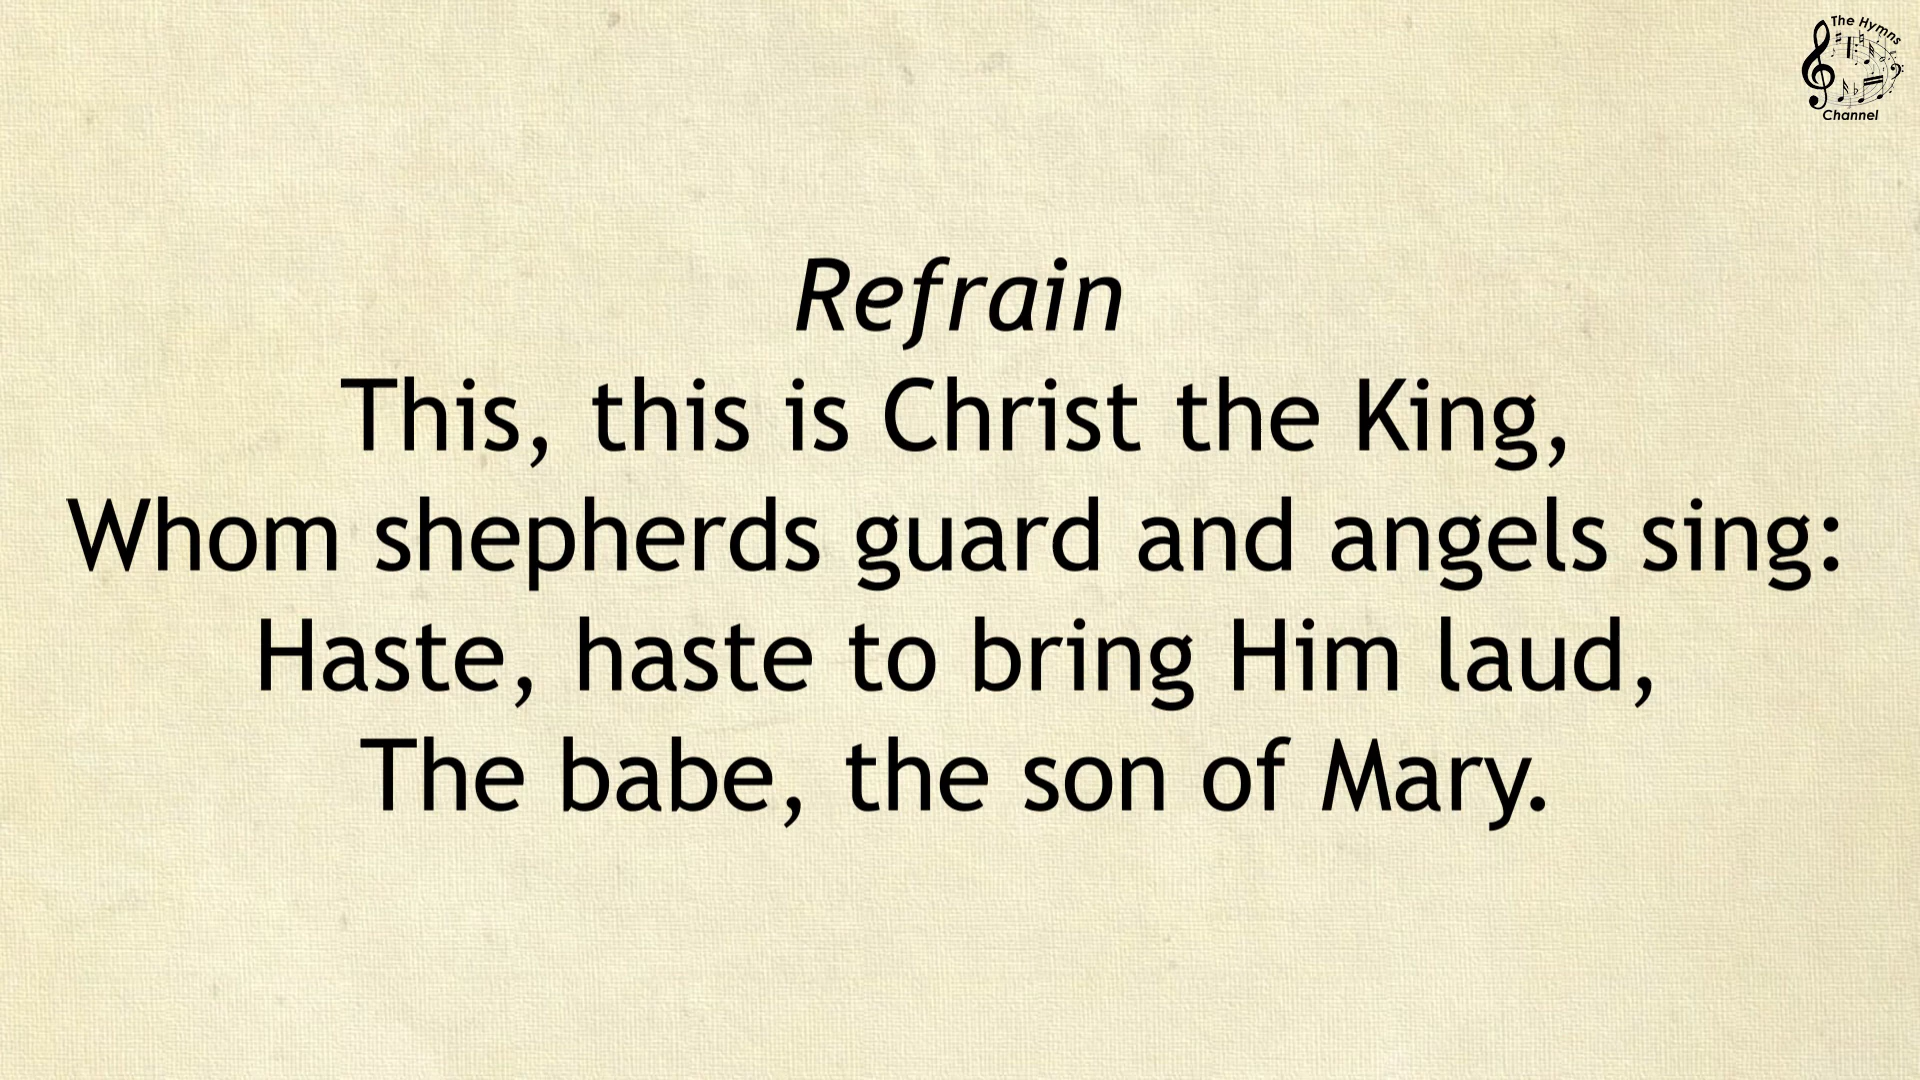 The Hymns
Channel
Refrain
This, this is Christ the King,
Whom shepherds guard and angels sing:
Haste, haste to bring Him laud,
The babe, the son of Mary.